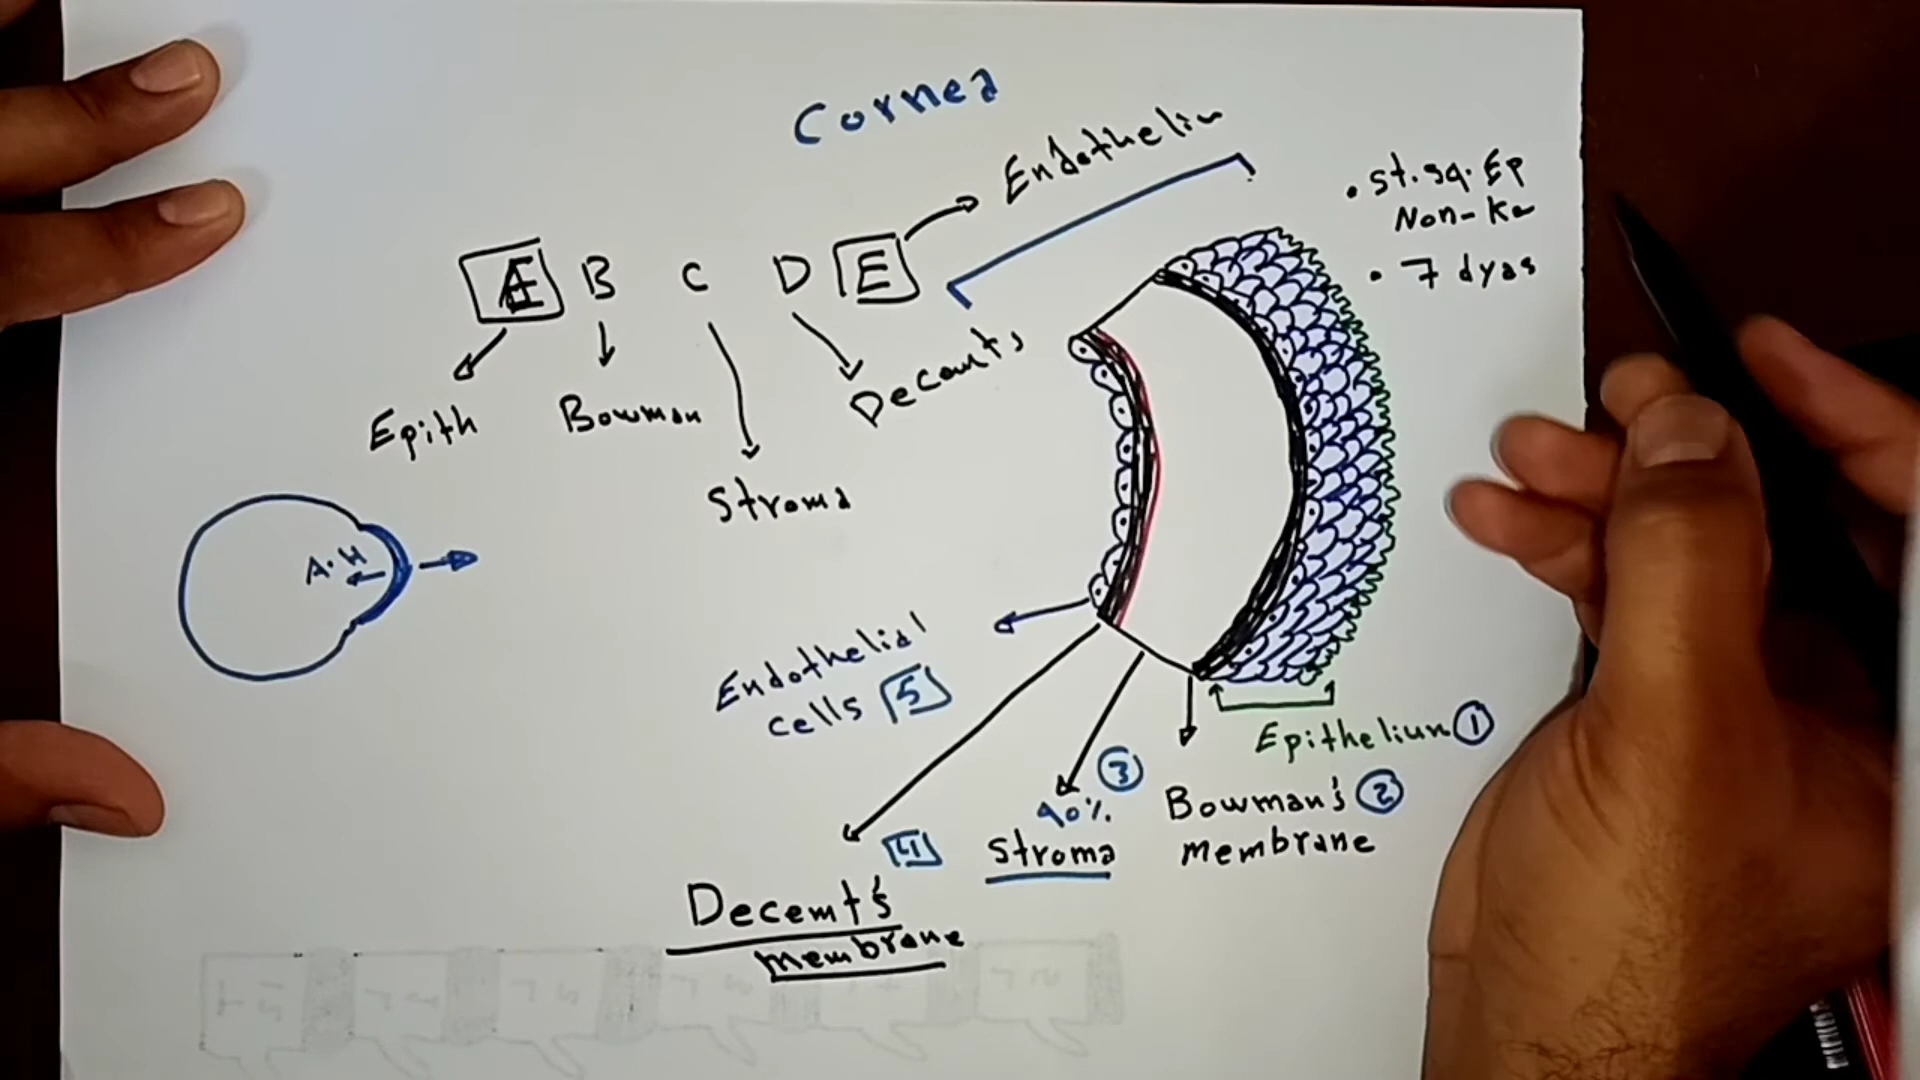 Cornea
Endothelium
• st. sq. Ep
Non-Ke
• 7 dyas
A B C D E
Epith
Bowman
Stroma
Decemts
A.H
Endothelial
cells 5
Epithelium 1
Bowman's 2
membrane
3
90%
Stroma
4
Decemt's
membrane